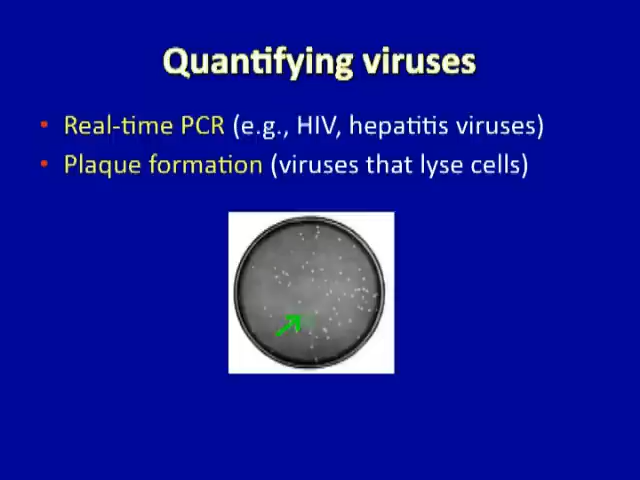 Quantifying viruses
• Real-time PCR (e.g., HIV, hepatitis viruses)
• Plaque formation (viruses that lyse cells)